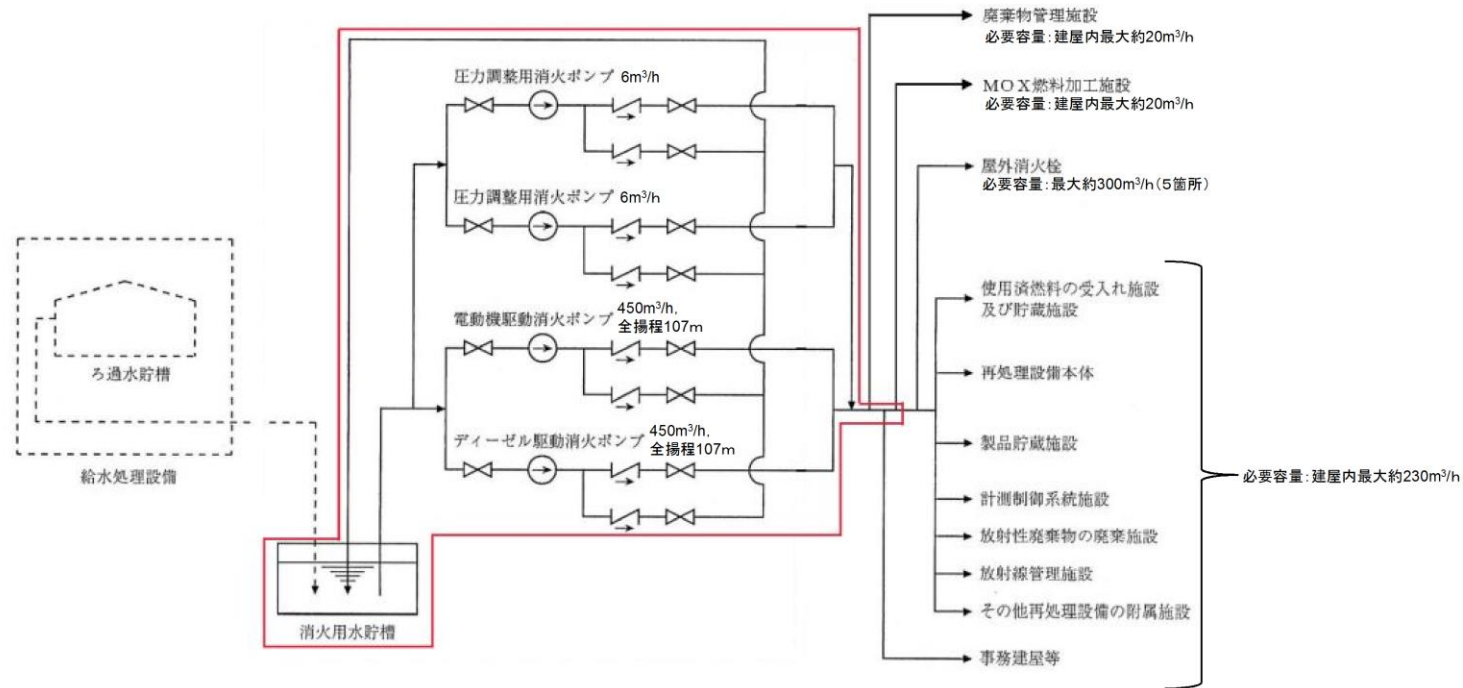 廃棄物管理施設
必要容量：建屋内最大約20m³/h
MOX燃料加工施設
必要容量：建屋内最大約20m³/h
屋外消火栓
必要容量：最大約300m³/h（5箇所）
圧力調整用消火ポンプ 6m³/h
圧力調整用消火ポンプ 6m³/h
電動機駆動消火ポンプ 450m³/h,
全揚程107m
ディーゼル駆動消火ポンプ 450m³/h,
全揚程107m
ろ過水貯槽
給水処理設備
消火用水貯槽
使用済燃料の受入れ施設
及び貯蔵施設
再処理設備本体
製品貯蔵施設
計測制御系統施設
放射性廃棄物の廃棄施設
放射線管理施設
その他再処理設備の附属施設
事務建屋等
必要容量：建屋内最大約230m³/h